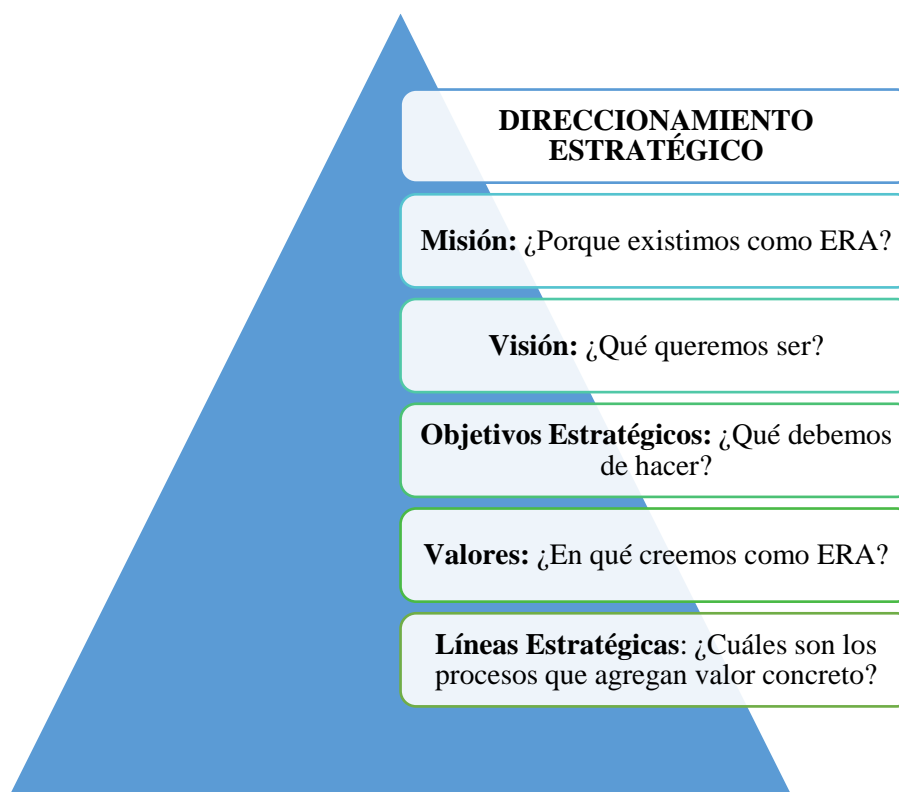 DIRECCIONAMIENTO
ESTRATÉGICO
Misión: ¿Porque existimos como ERA?
Visión: ¿Qué queremos ser?
Objetivos Estratégicos: ¿Qué debemos
de hacer?
Valores: ¿En qué creemos como ERA?
Líneas Estratégicas: ¿Cuáles son los
procesos que agregan valor concreto?